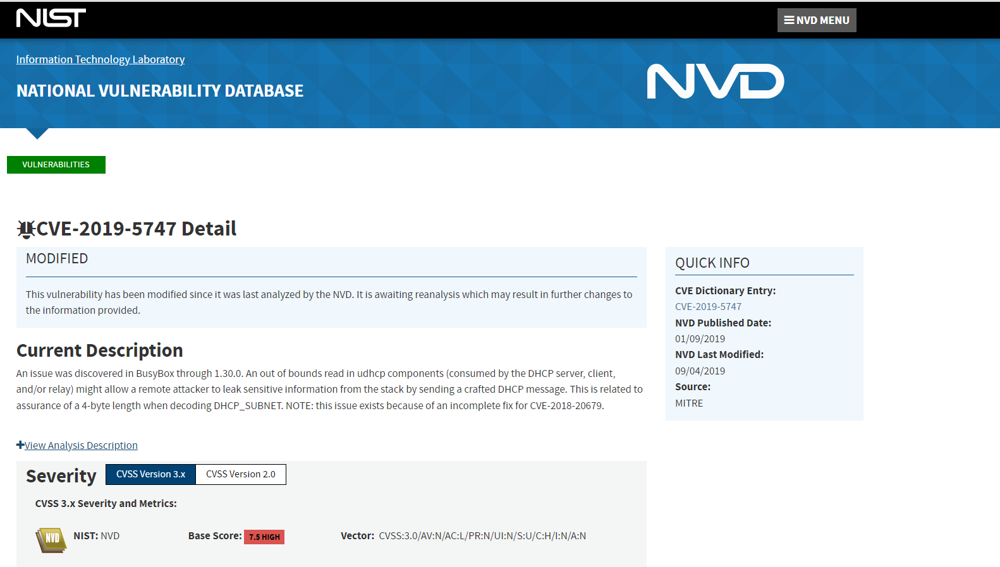 NIST
NVD MENU
Information Technology Laboratory
NATIONAL VULNERABILITY DATABASE
NVD
VULNERABILITIES
CVE-2019-5747 Detail
MODIFIED
This vulnerability has been modified since it was last analyzed by the NVD. It is awaiting reanalysis which may result in further changes to
the information provided.
Current Description
An issue was discovered in BusyBox through 1.30.0. An out of bounds read in udhcp components (consumed by the DHCP server, client,
and/or relay) might allow a remote attacker to leak sensitive information from the stack by sending a crafted DHCP message. This is related to
assurance of a 4-byte length when decoding DHCP_SUBNET. NOTE: this issue exists because of an incomplete fix for CVE-2018-20679.
View Analysis Description
Severity CVSS Version 3.x CVSS Version 2.0
CVSS 3.x Severity and Metrics:
NVD NIST: NVD Base Score: 7.5 HIGH Vector: CVSS:3.0/AV:N/AC:L/PR:N/UI:N/S:U/C:H/I:N/A:N
QUICK INFO
CVE Dictionary Entry:
CVE-2019-5747
NVD Published Date:
01/09/2019
NVD Last Modified:
09/04/2019
Source:
MITRE